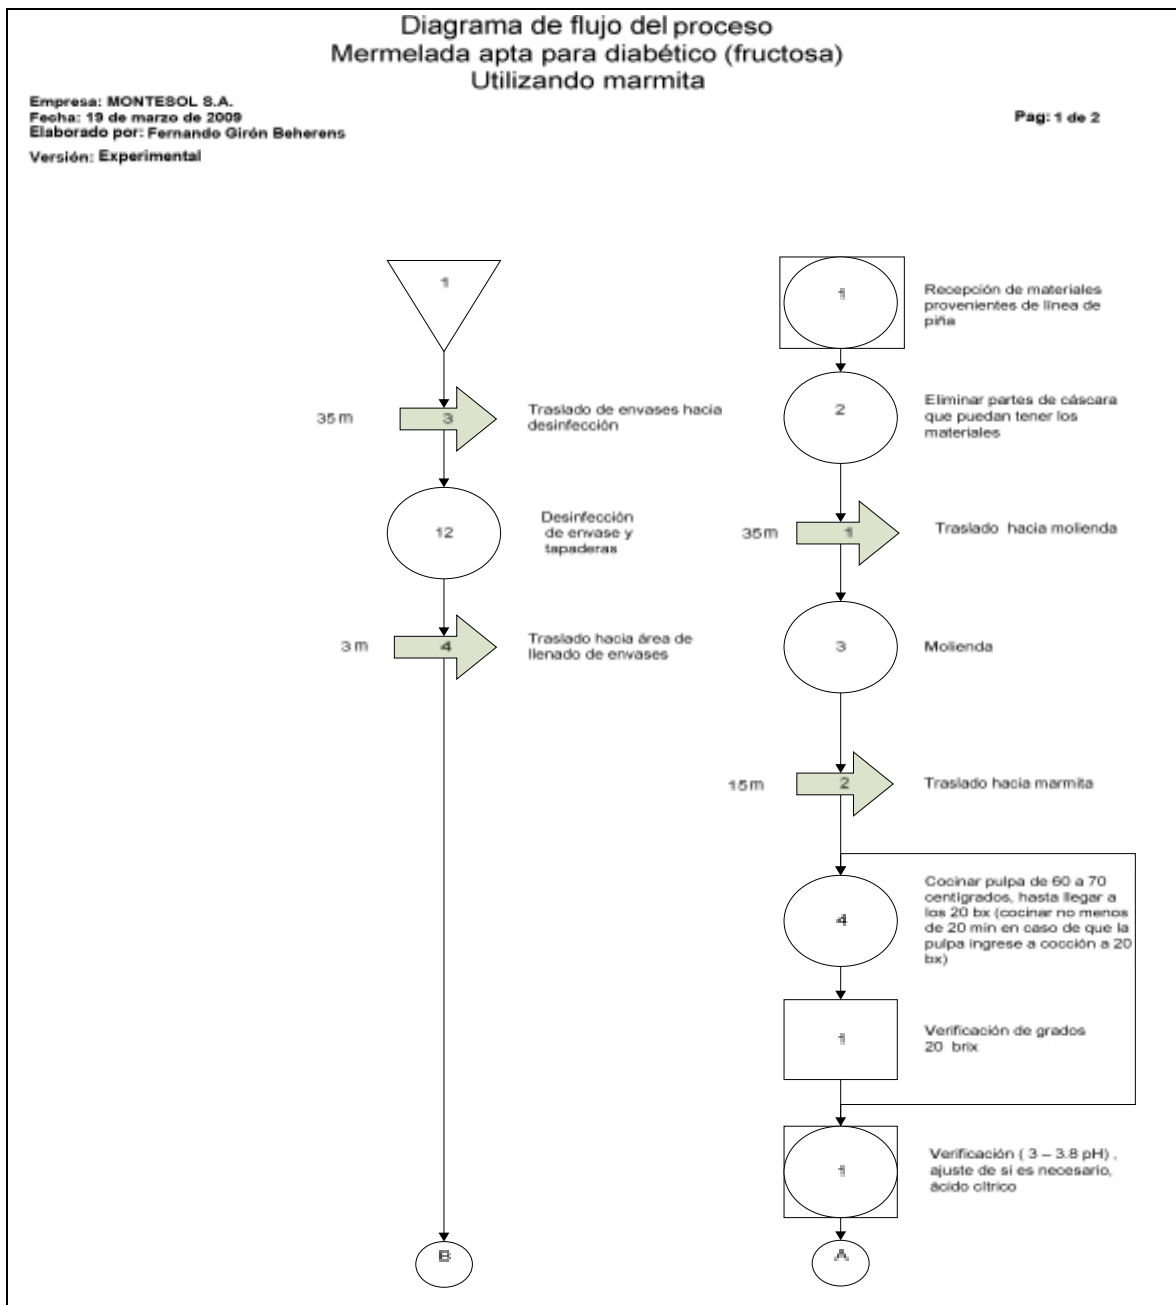 Diagrama de flujo del proceso
Mermelada apta para diabético (fructosa)
Utilizando marmita
Empresa: MONTESOL S.A.
Fecha: 19 de marzo de 2009
Elaborado por: Fernando Girón Beherens
Versión: Experimental
Pag: 1 de 2
1
35 m
3
Traslado de envases hacia
desinfección
12
Desinfección
de envase y
tapaderas
3 m
4
Traslado hacia área de
llenado de envases
B
1
Recepción de materiales
provenientes de línea de
piña
2
Eliminar partes de cáscara
que puedan tener los
materiales
35 m
1
Traslado hacia molienda
3
Molienda
15 m
2
Traslado hacia marmita
4
Cocinar pulpa de 60 a 70
centígrados, hasta llegar a
los 20 bx (cocinar no menos
de 20 min en caso de que la
pulpa ingrese a cocción a 20
bx)
1
Verificación de grados
20 brix
1
Verificación ( 3 – 3.8 pH) ,
ajuste de si es necesario,
ácido cítrico
A